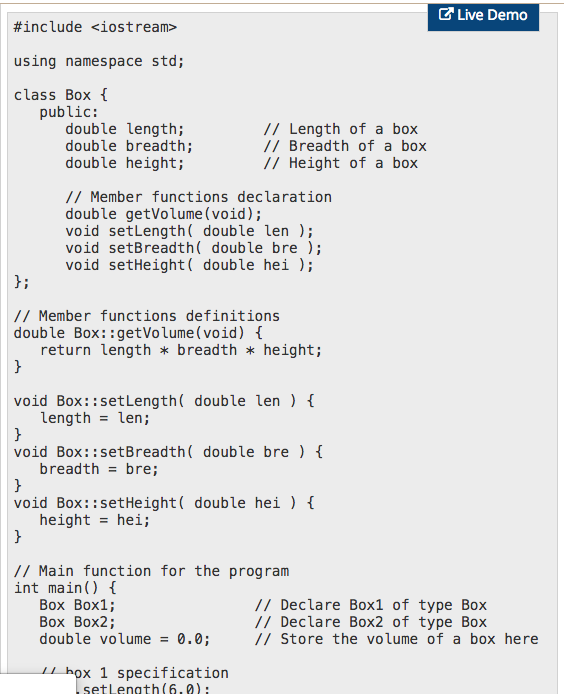 Live Demo
#include <iostream>
using namespace std;
class Box {
   public:
      double length;         // Length of a box
      double breadth;        // Breadth of a box
      double height;         // Height of a box
      // Member functions declaration
      double getVolume(void);
      void setLength( double len );
      void setBreadth( double bre );
      void setHeight( double hei );
};
// Member functions definitions
double Box::getVolume(void) {
   return length * breadth * height;
}
void Box::setLength( double len ) {
   length = len;
}
void Box::setBreadth( double bre ) {
   breadth = bre;
}
void Box::setHeight( double hei ) {
   height = hei;
}
// Main function for the program
int main() {
   Box Box1;                // Declare Box1 of type Box
   Box Box2;                // Declare Box2 of type Box
   double volume = 0.0;     // Store the volume of a box here
   // box 1 specification
.setLength(6.0);